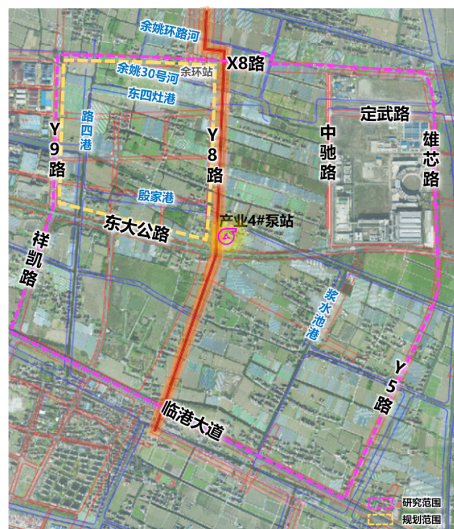 余姚环路河
X8路
余姚30号河
余环站
东四灶港
定武路
路四港
Y9路
Y8路
中驰路
雄芯路
殷家港
产业4#泵站
东大公路
祥凯路
浆水池港
Y5路
临港大道
研究范围
规划范围